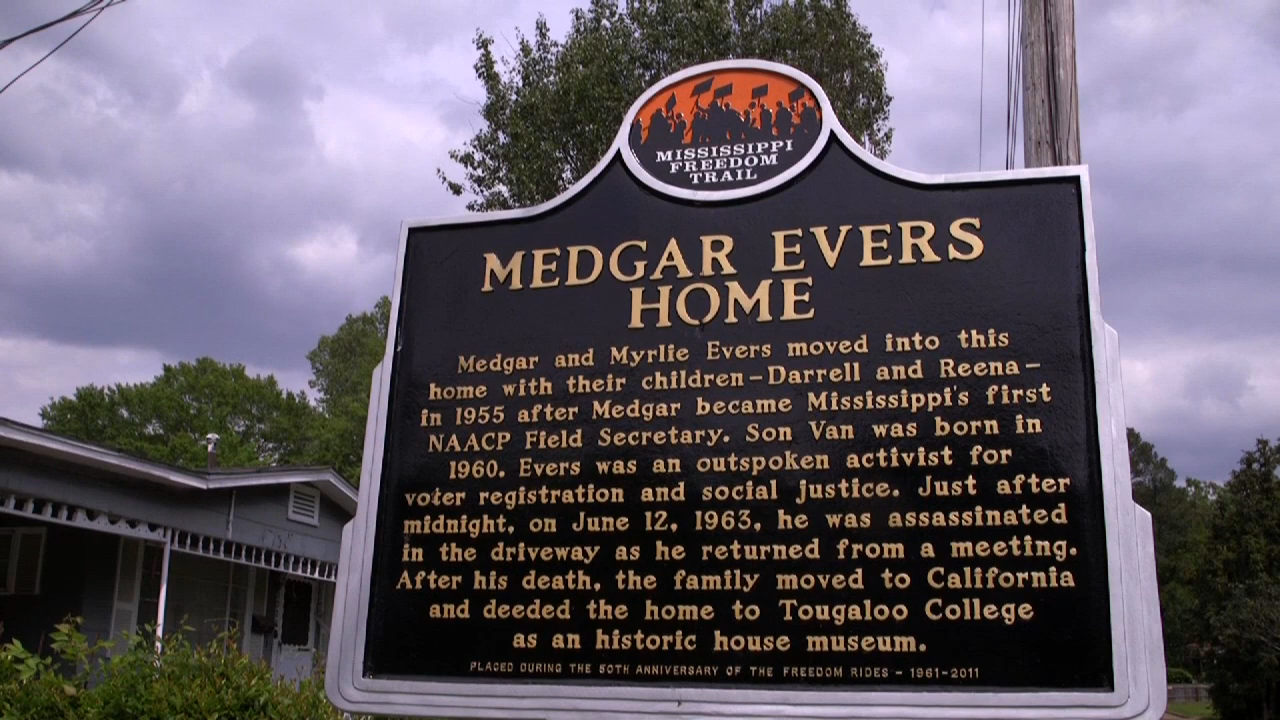 MISSISSIPPI
FREEDOM
TRAIL
MEDGAR EVERS
HOME
Medgar and Myrlie Evers moved into this
home with their children—Darrell and Reena—
in 1955 after Medgar became Mississippi's first
NAACP Field Secretary. Son Van was born in
1960. Evers was an outspoken activist for
voter registration and social justice. Just after
midnight, on June 12, 1963, he was assassinated
in the driveway as he returned from a meeting.
After his death, the family moved to California
and deeded the home to Tougaloo College
as an historic house museum.
PLACED DURING THE 50TH ANNIVERSARY OF THE FREEDOM RIDES – 1961-2011